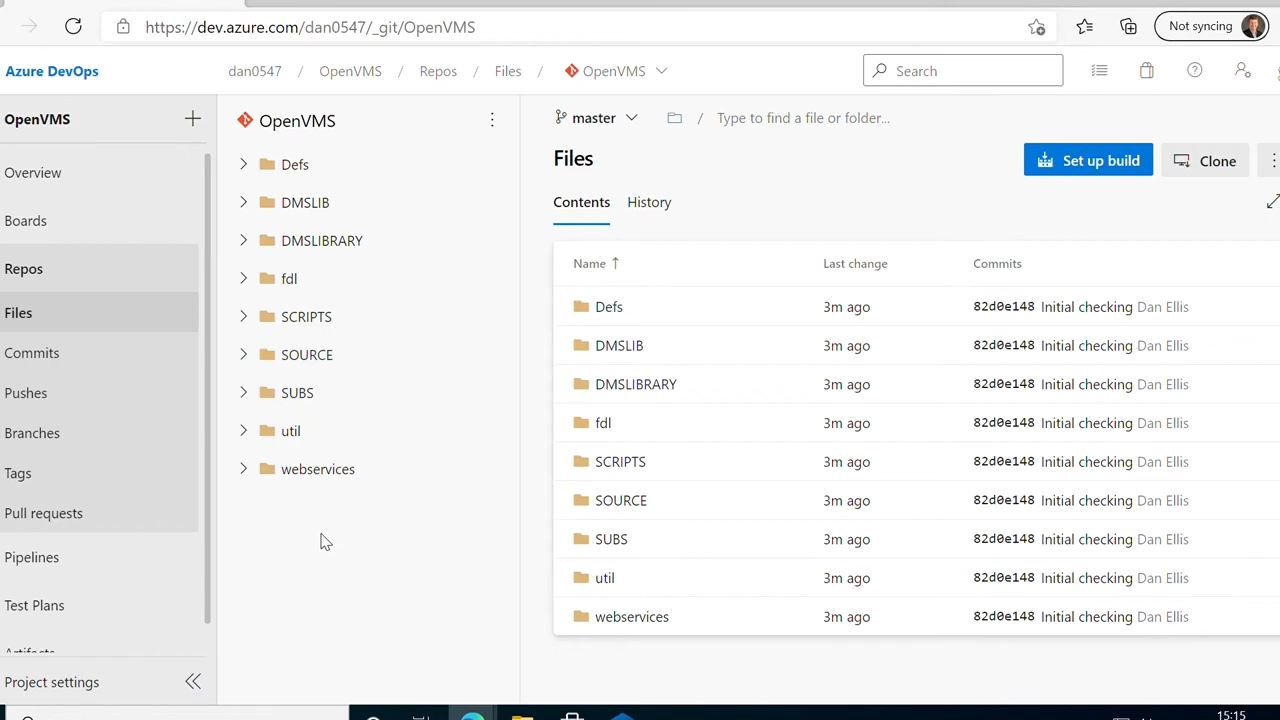 https://dev.azure.com/dan0547/_git/OpenVMS
Not syncing
Azure DevOps
dan0547 / OpenVMS / Repos / Files / OpenVMS
Search
OpenVMS
Overview
Boards
Repos
Files
Commits
Pushes
Branches
Tags
Pull requests
Pipelines
Test Plans
Artifacts
Project settings
OpenVMS
Defs
DMSLIB
DMSLIBRARY
fdl
SCRIPTS
SOURCE
SUBS
util
webservices
master / Type to find a file or folder...
Files
Set up build
Clone
Contents History
Name Last change Commits
Defs 3m ago 82d0e148 Initial checking Dan Ellis
DMSLIB 3m ago 82d0e148 Initial checking Dan Ellis
DMSLIBRARY 3m ago 82d0e148 Initial checking Dan Ellis
fdl 3m ago 82d0e148 Initial checking Dan Ellis
SCRIPTS 3m ago 82d0e148 Initial checking Dan Ellis
SOURCE 3m ago 82d0e148 Initial checking Dan Ellis
SUBS 3m ago 82d0e148 Initial checking Dan Ellis
util 3m ago 82d0e148 Initial checking Dan Ellis
webservices 3m ago 82d0e148 Initial checking Dan Ellis
15:15